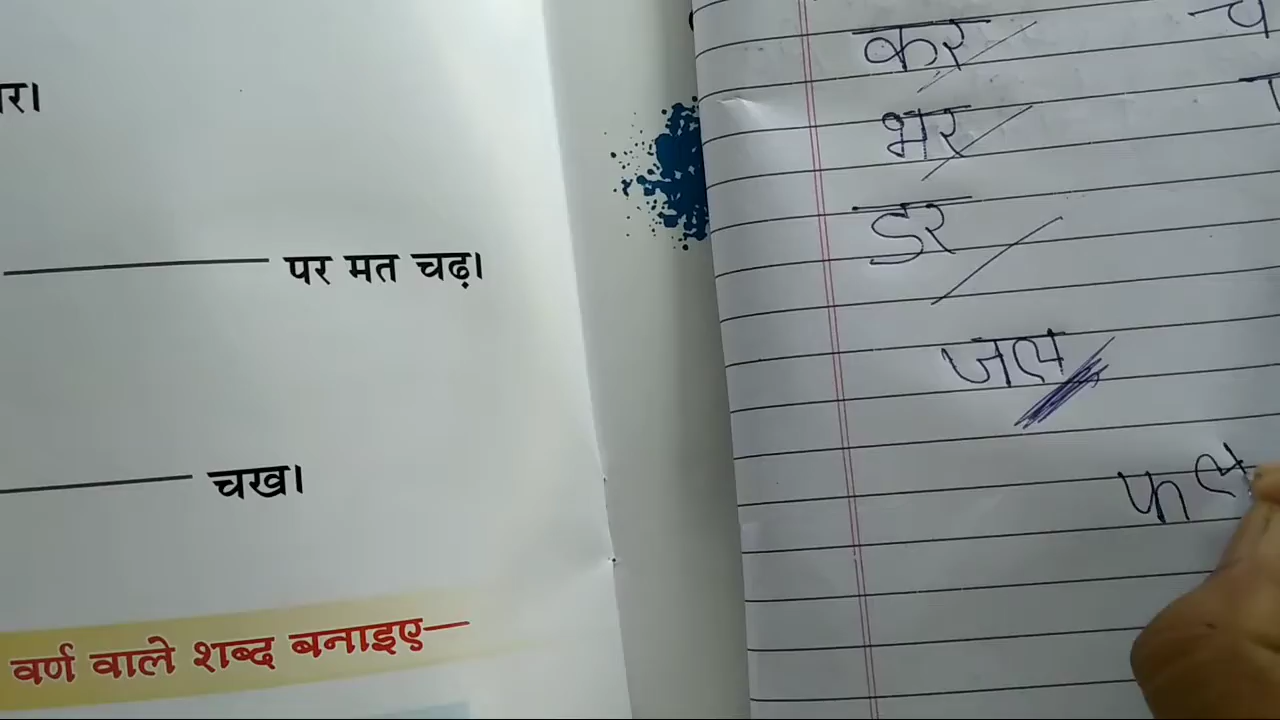 पर मत चढ़।
चख।
वर्ण वाले शब्द बनाइए—
कर
भर
डर
जल
फल